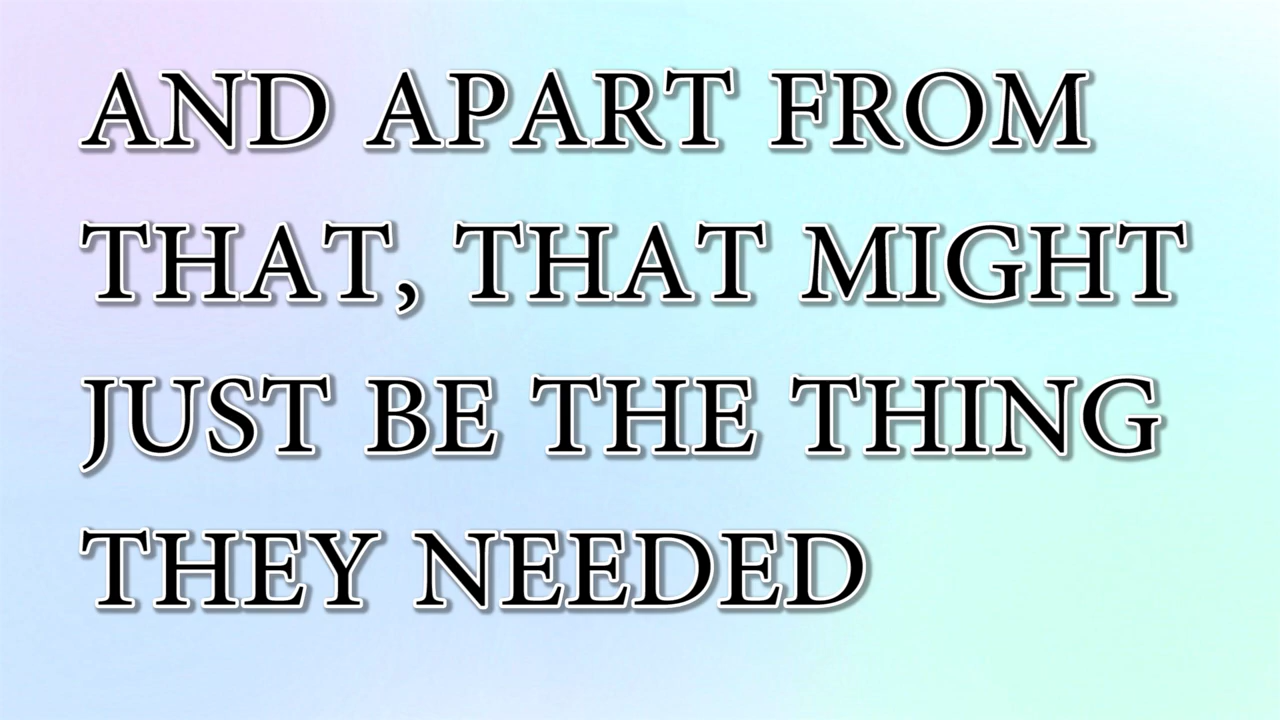 AND APART FROM
THAT, THAT MIGHT
JUST BE THE THING
THEY NEEDED